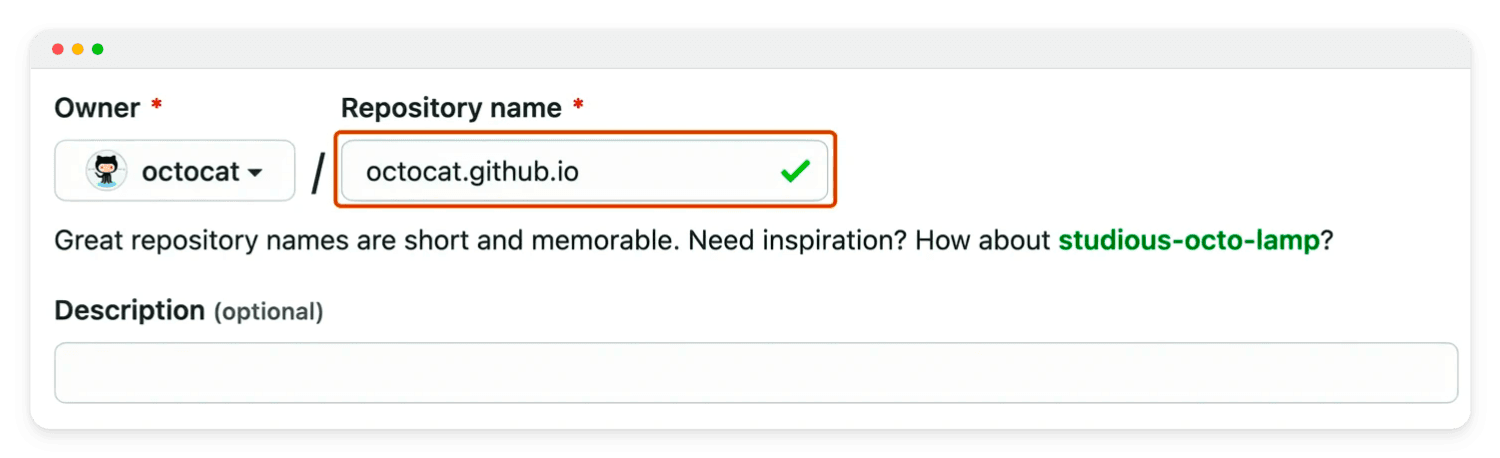 Owner * Repository name *
octocat / octocat.github.io
Great repository names are short and memorable. Need inspiration? How about studious-octo-lamp?
Description (optional)